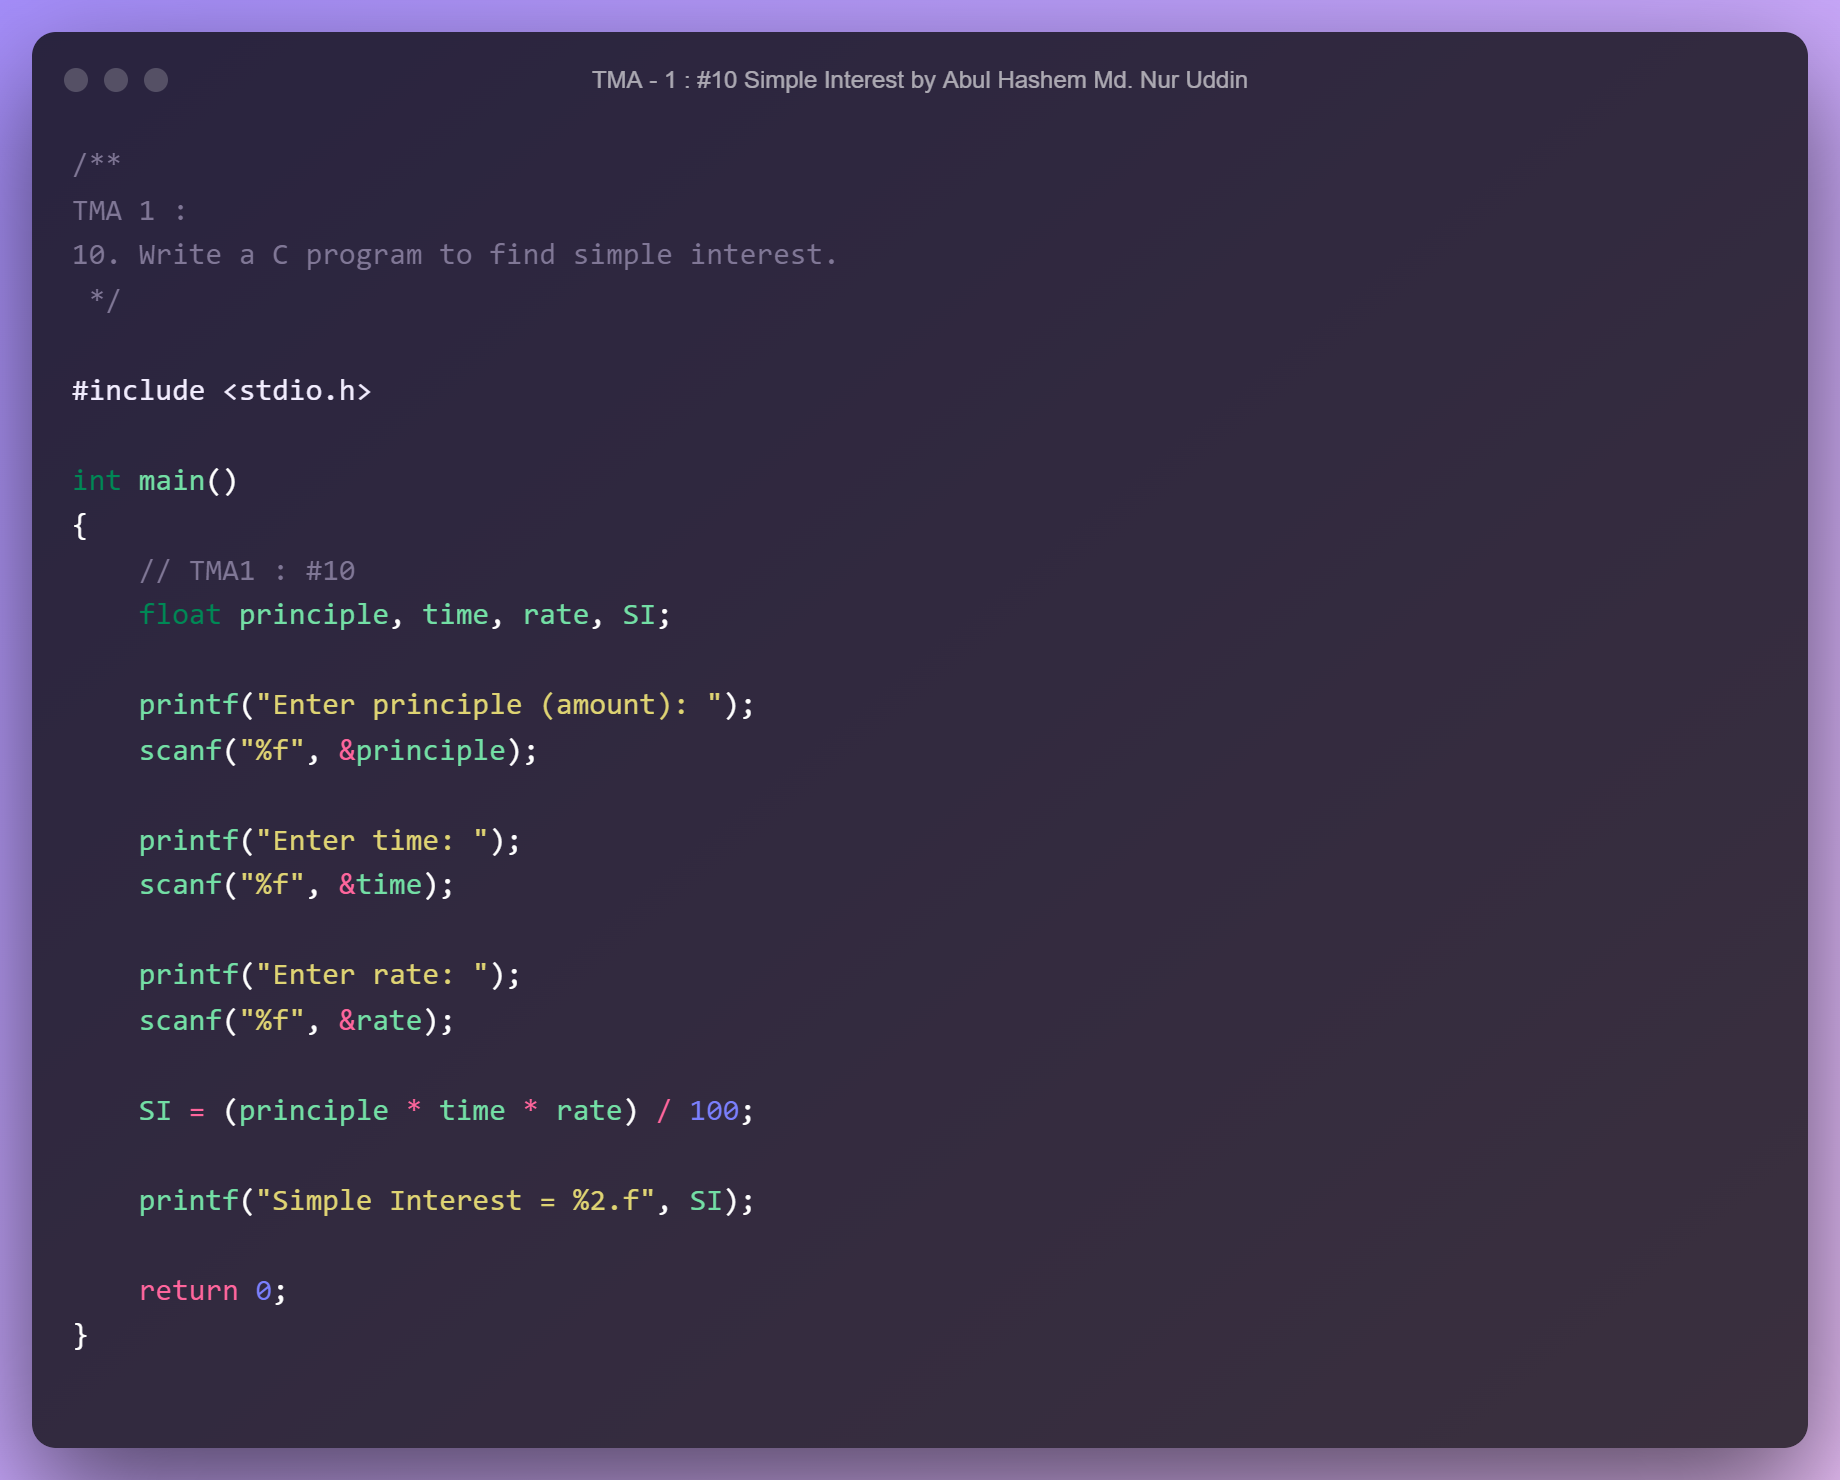 TMA - 1 : #10 Simple Interest by Abul Hashem Md. Nur Uddin
/**
TMA 1 :
10. Write a C program to find simple interest.
 */
#include <stdio.h>
int main()
{
    // TMA1 : #10
    float principle, time, rate, SI;
    printf("Enter principle (amount): ");
    scanf("%f", &principle);
    printf("Enter time: ");
    scanf("%f", &time);
    printf("Enter rate: ");
    scanf("%f", &rate);
    SI = (principle * time * rate) / 100;
    printf("Simple Interest = %2.f", SI);
    return 0;
}